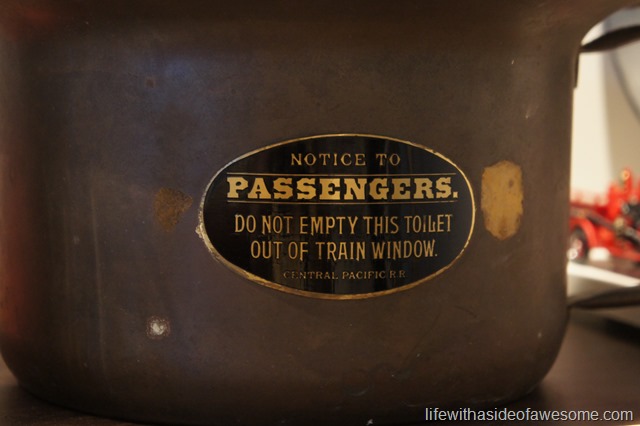 NOTICE TO
PASSENGERS.
DO NOT EMPTY THIS TOILET
OUT OF TRAIN WINDOW.
CENTRAL PACIFIC R R
lifewithasideofawesome.com